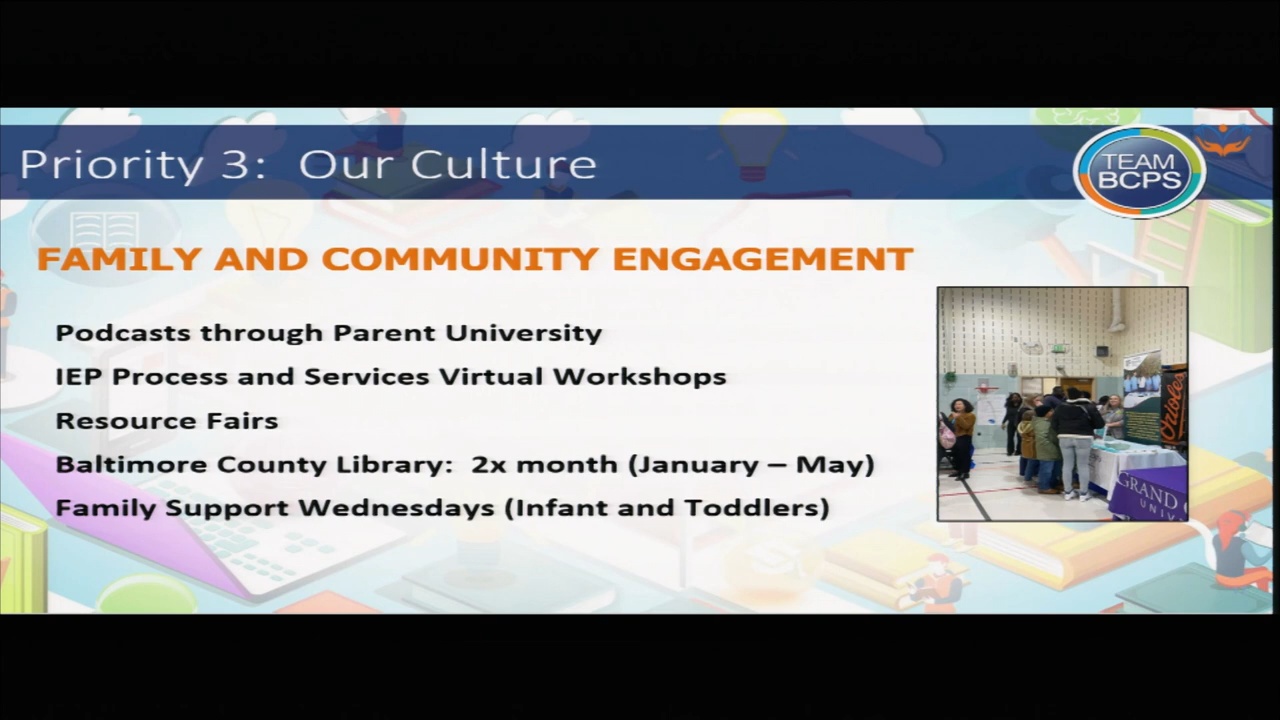 Priority 3: Our Culture
TEAM
BCPS
FAMILY AND COMMUNITY ENGAGEMENT
Podcasts through Parent University
IEP Process and Services Virtual Workshops
Resource Fairs
Baltimore County Library: 2x month (January – May)
Family Support Wednesdays (Infant and Toddlers)
Orioles
GRAND